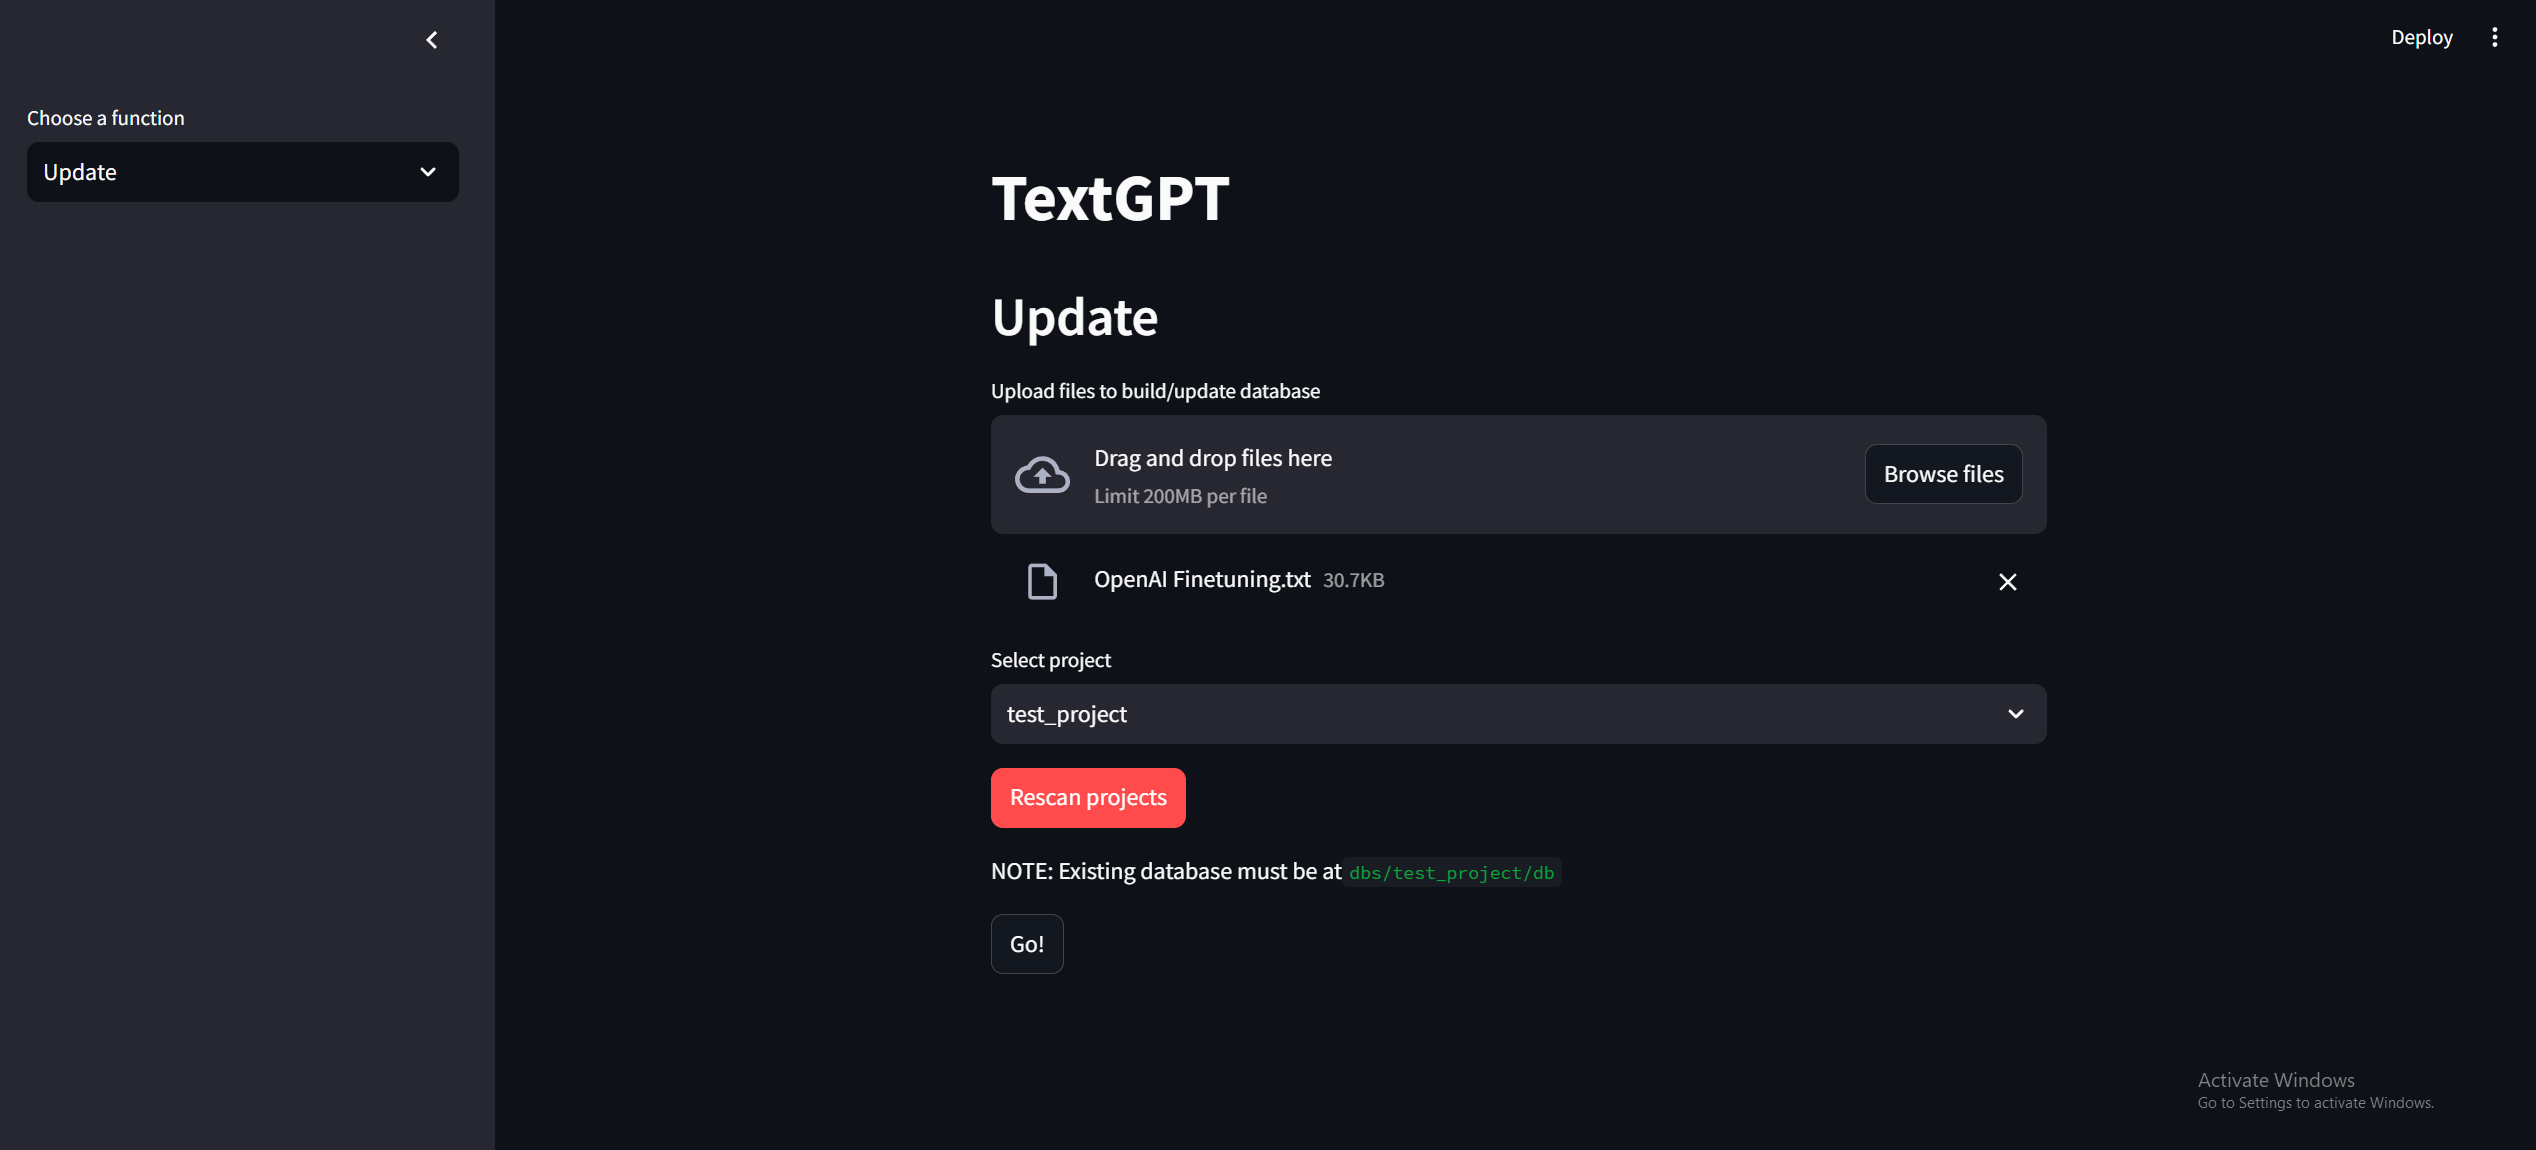 Deploy
Choose a function
Update
TextGPT
Update
Upload files to build/update database
Drag and drop files here
Limit 200MB per file
Browse files
OpenAI Finetuning.txt 30.7KB
Select project
test_project
Rescan projects
NOTE: Existing database must be at dbs/test_project/db
Go!
Activate Windows
Go to Settings to activate Windows.